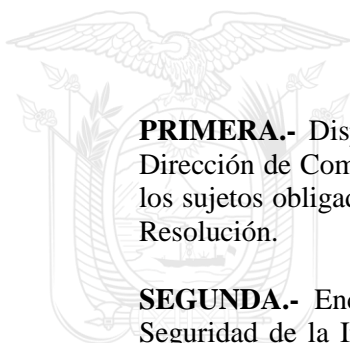 PRIMERA.- Dis
Dirección de Com
los sujetos obligad
Resolución.
SEGUNDA.- Enc
Seguridad de la I